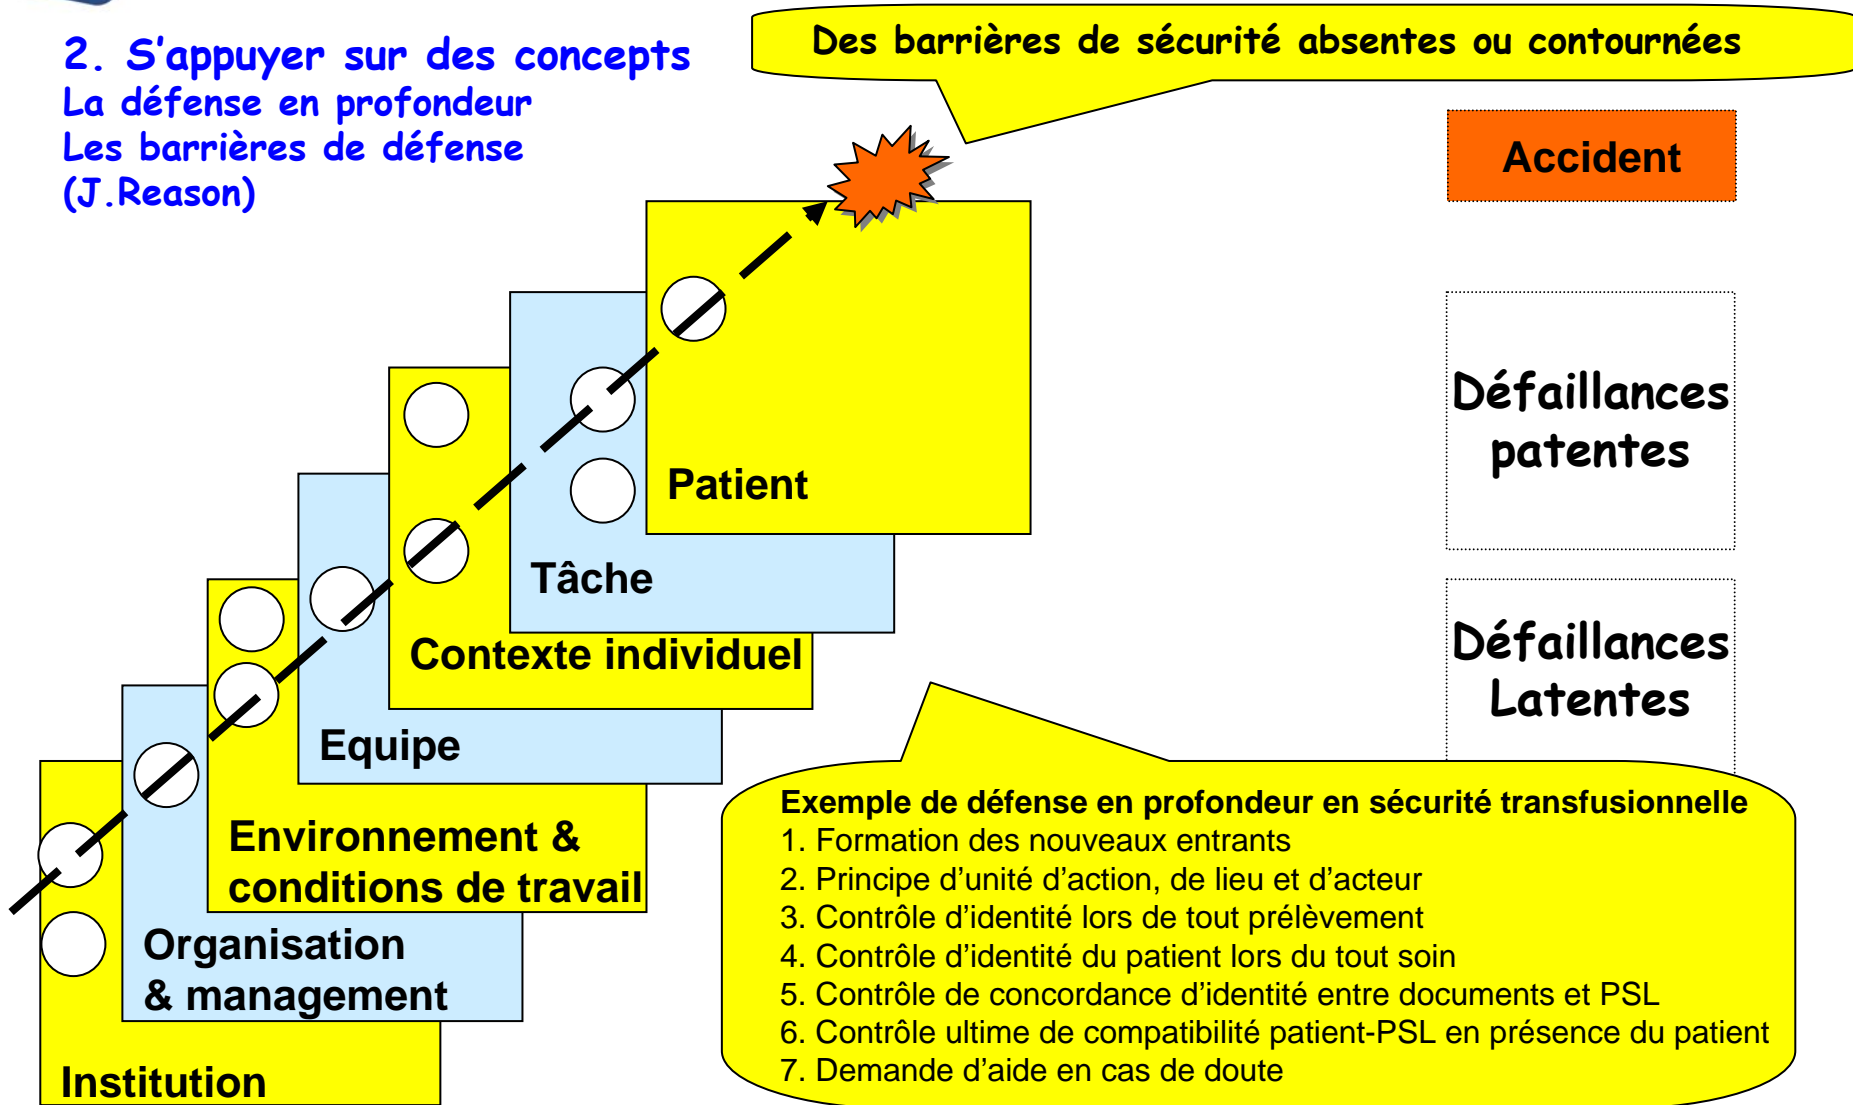 2. S'appuyer sur des concepts
La défense en profondeur
Les barrières de défense
(J.Reason)
Des barrières de sécurité absentes ou contournées
Accident
Défaillances
patentes
Défaillances
Latentes
Patient
Tâche
Contexte individuel
Equipe
Environnement &
conditions de travail
Organisation
& management
Institution
Exemple de défense en profondeur en sécurité transfusionnelle
1. Formation des nouveaux entrants
2. Principe d'unité d'action, de lieu et d'acteur
3. Contrôle d'identité lors de tout prélèvement
4. Contrôle d'identité du patient lors du tout soin
5. Contrôle de concordance d'identité entre documents et PSL
6. Contrôle ultime de compatibilité patient-PSL en présence du patient
7. Demande d'aide en cas de doute